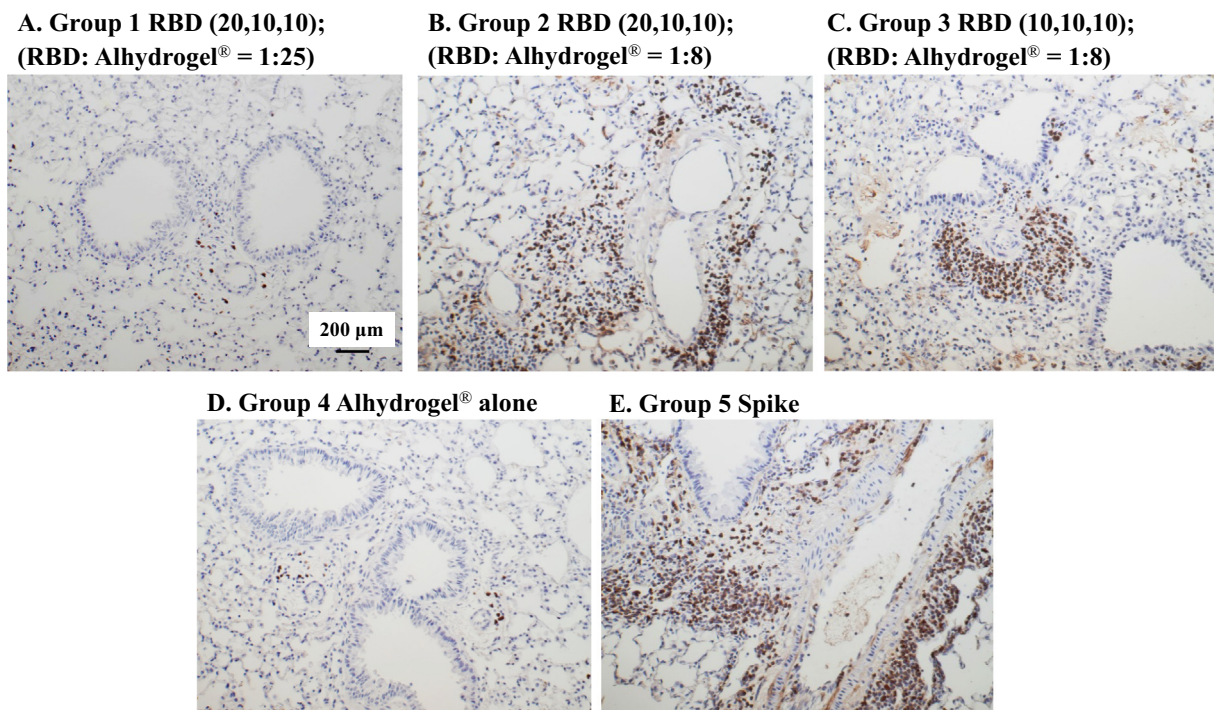 A. Group 1 RBD (20,10,10);
(RBD: Alhydrogel® = 1:25)
B. Group 2 RBD (20,10,10);
(RBD: Alhydrogel® = 1:8)
C. Group 3 RBD (10,10,10);
(RBD: Alhydrogel® = 1:8)
200 µm
D. Group 4 Alhydrogel® alone
E. Group 5 Spike